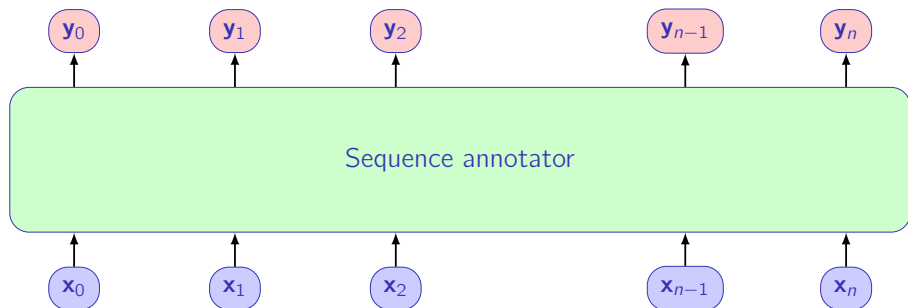 y₀ y₁ y₂ yₙ₋₁ yₙ
Sequence annotator
x₀ x₁ x₂ xₙ₋₁ xₙ